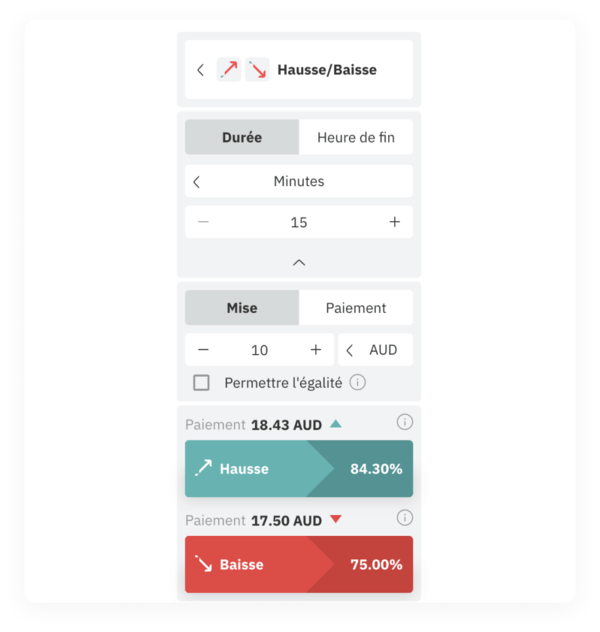 Hausse/Baisse
Durée Heure de fin
Minutes
15
Mise Paiement
10 AUD
Permettre l'égalité
Paiement 18.43 AUD
Hausse 84.30%
Paiement 17.50 AUD
Baisse 75.00%